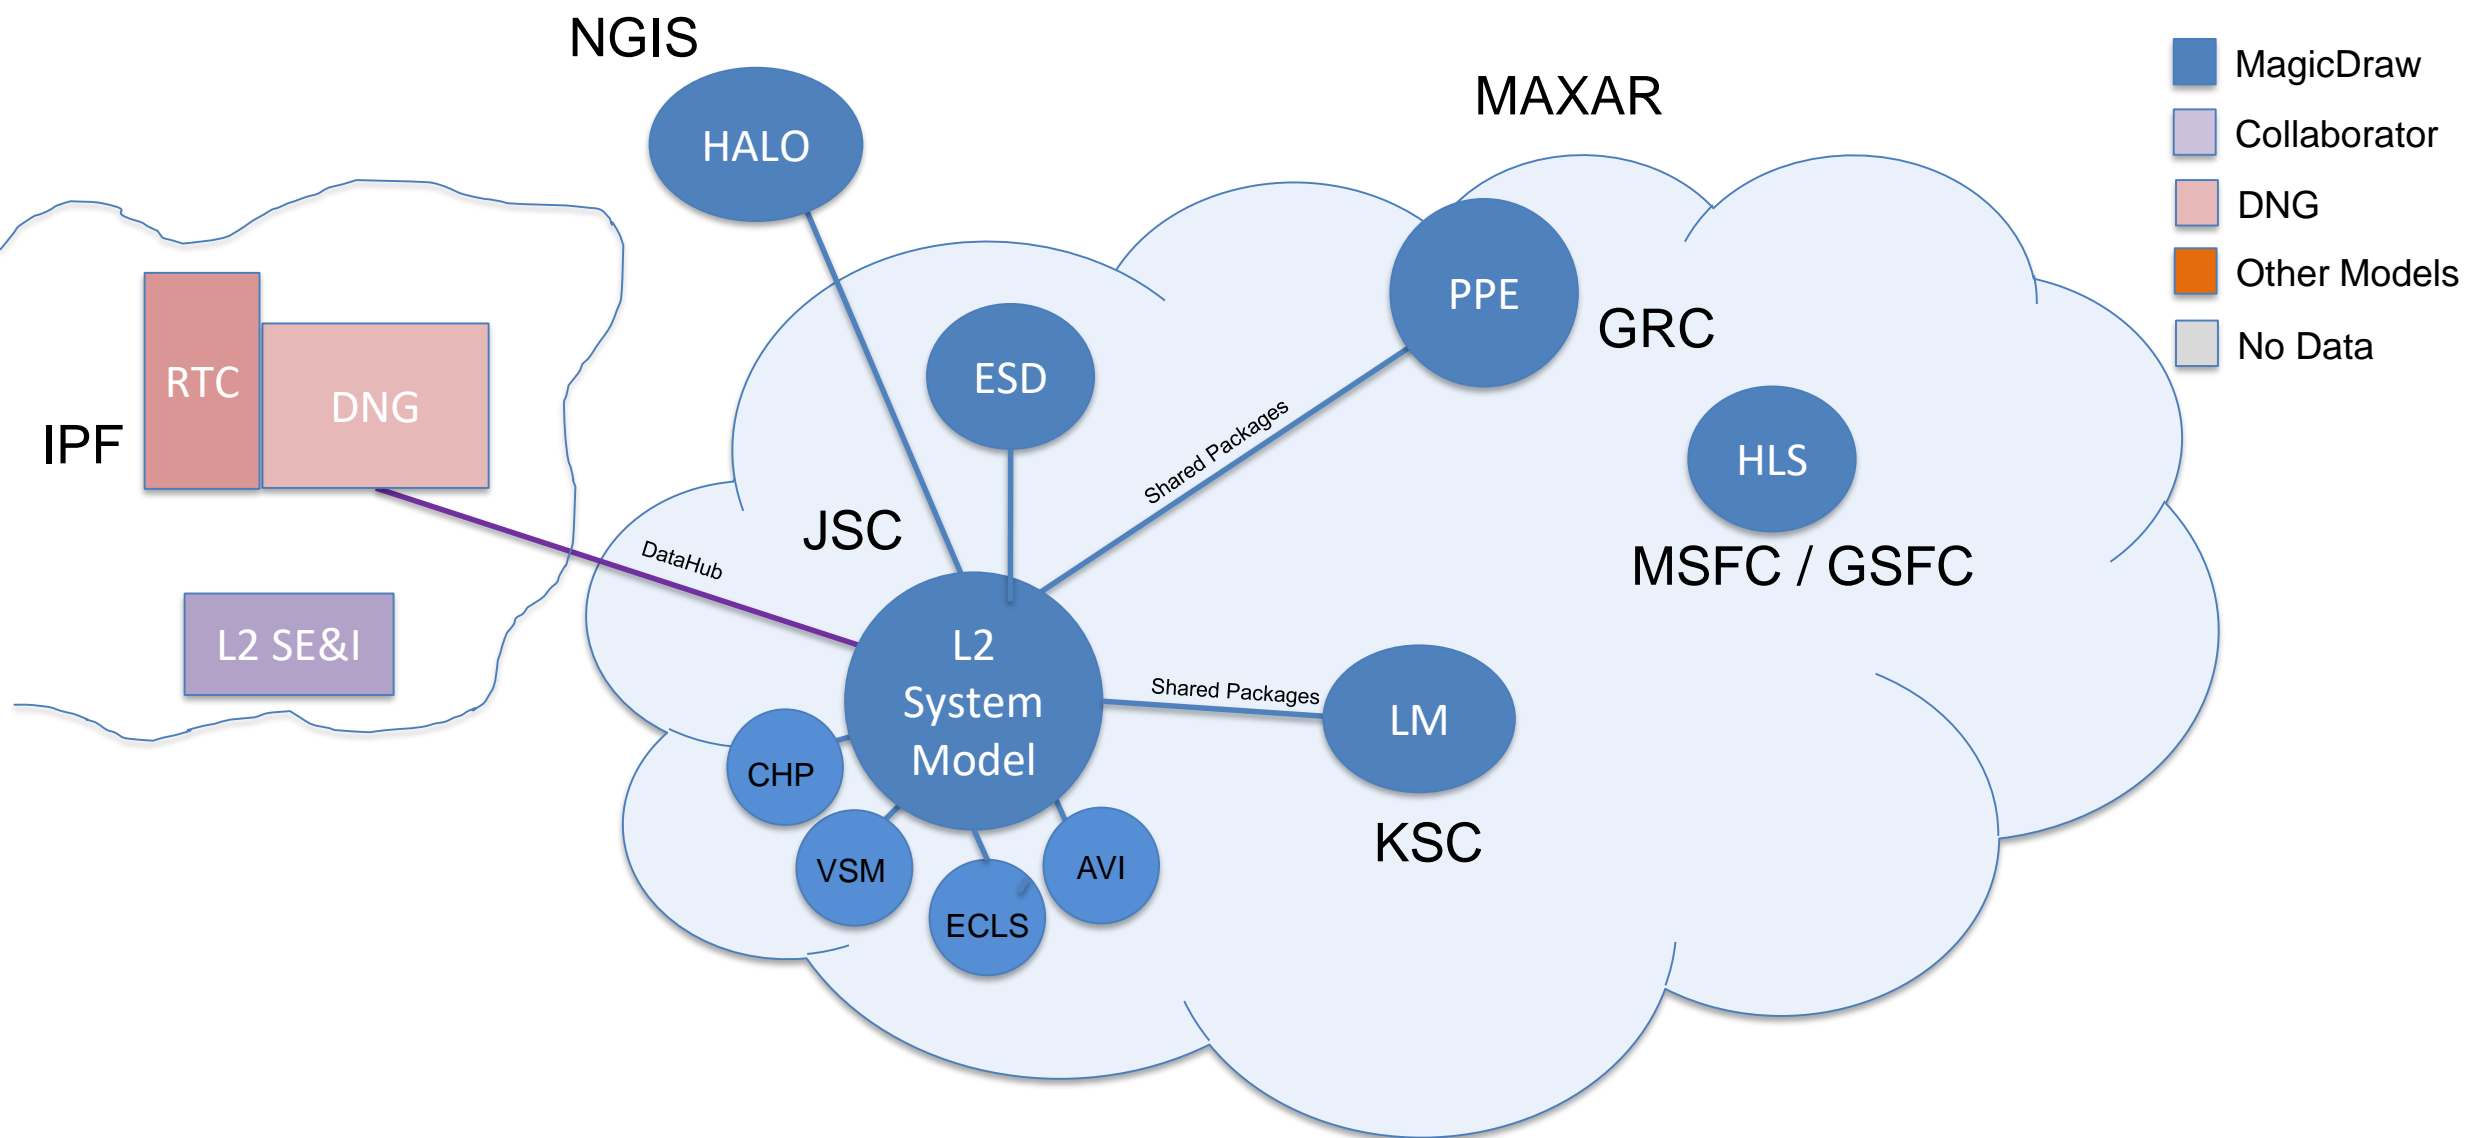 NGIS
HALO
MAXAR
MagicDraw
Collaborator
DNG
Other Models
No Data
PPE
GRC
ESD
RTC
DNG
IPF
HLS
MSFC / GSFC
Shared Packages
JSC
DataHub
L2 SE&I
L2
System
Model
Shared Packages
LM
KSC
CHP
VSM
ECLS
AVI